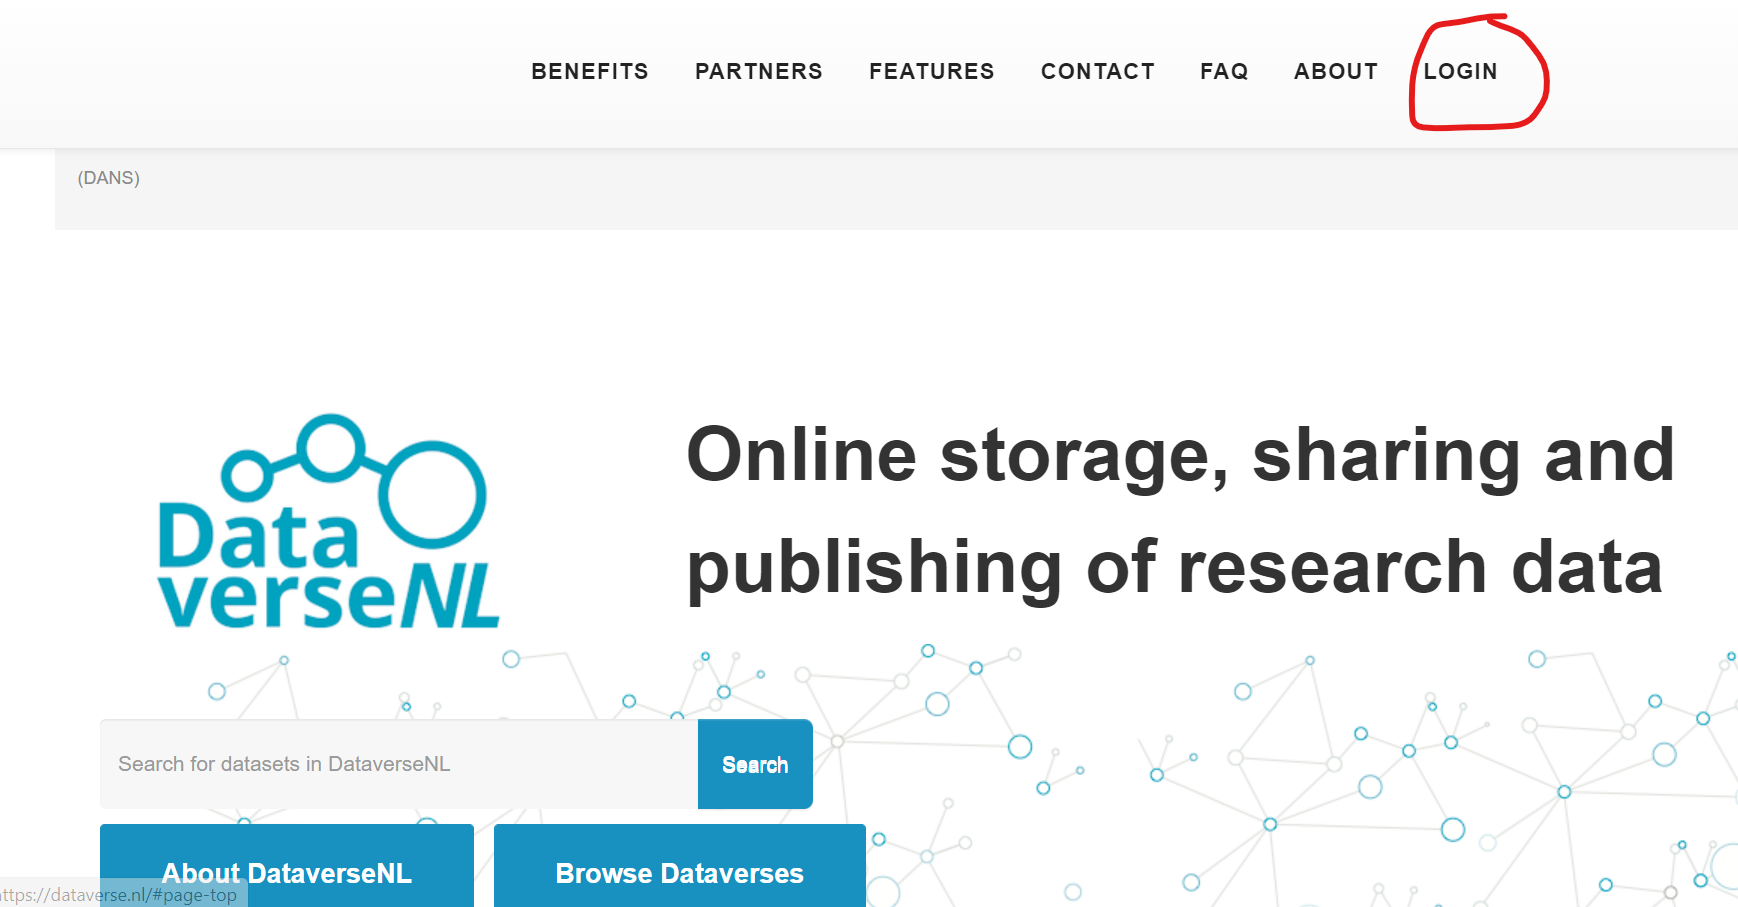 BENEFITS PARTNERS FEATURES CONTACT FAQ ABOUT LOGIN
(DANS)
Data
verseNL
Online storage, sharing and
publishing of research data
Search for datasets in DataverseNL Search
About DataverseNL Browse Dataverses
ttps://dataverse.nl/#page-top